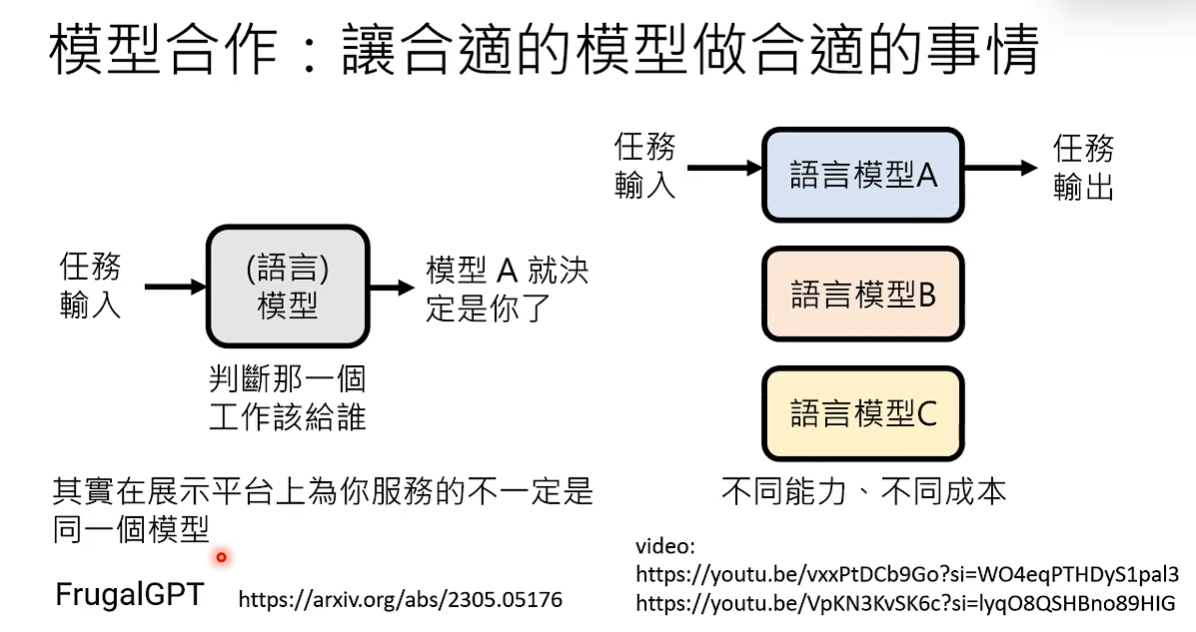 模型合作：讓合適的模型做合適的事情
任務
輸入
(語言)
模型
模型 A 就決
定是你了
判斷那一個
工作該給誰
其實在展示平台上為你服務的不一定是
同一個模型
FrugalGPT
https://arxiv.org/abs/2305.05176
任務
輸入
語言模型A
任務
輸出
語言模型B
語言模型C
不同能力、不同成本
video:
https://youtu.be/vxxPtDCb9Go?si=WO4eqPTHDyS1pal3
https://youtu.be/VpKN3KvSK6c?si=lyqO8QSHBno89HIG